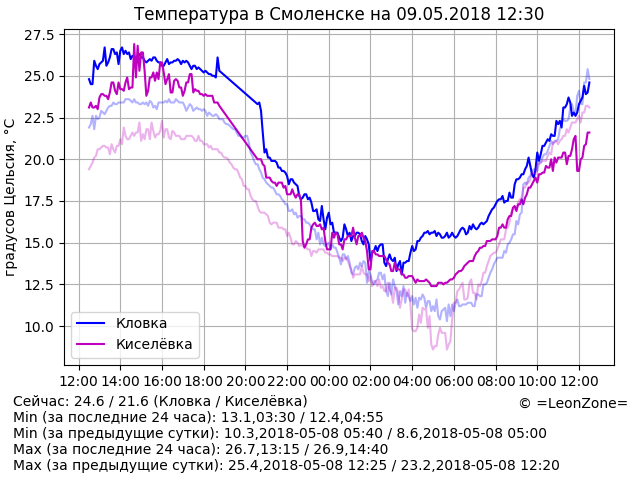 Температура в Смоленске на 09.05.2018 12:30
градусов Цельсия, °C
27.5
25.0
22.5
20.0
17.5
15.0
12.5
10.0
Кловка
Киселёвка
12:00 14:00 16:00 18:00 20:00 22:00 00:00 02:00 04:00 06:00 08:00 10:00 12:00
Сейчас: 24.6 / 21.6 (Кловка / Киселёвка)
© =LeonZone=
Min (за последние 24 часа): 13.1,03:30 / 12.4,04:55
Min (за предыдущие сутки): 10.3,2018-05-08 05:40 / 8.6,2018-05-08 05:00
Max (за последние 24 часа): 26.7,13:15 / 26.9,14:40
Max (за предыдущие сутки): 25.4,2018-05-08 12:25 / 23.2,2018-05-08 12:20